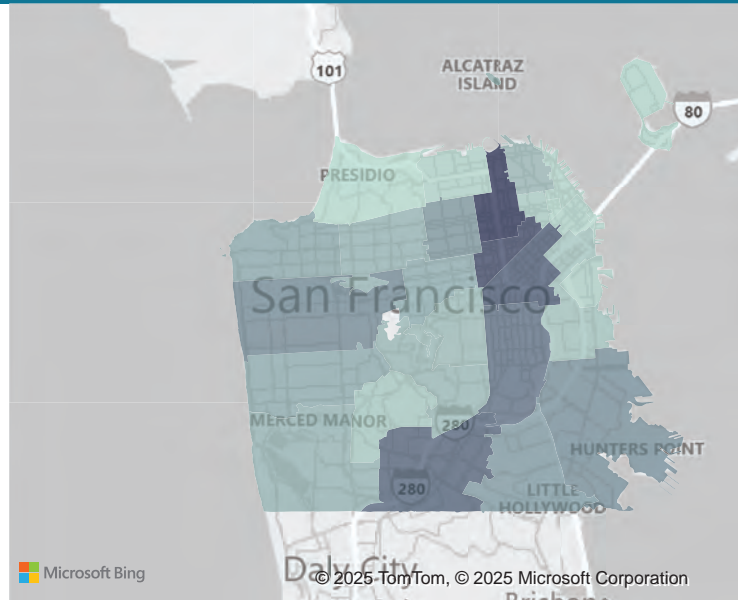 101
ALCATRAZ
ISLAND
80
PRESIDIO
San Francisco
MERCED MANOR
280
HUNTERS POINT
280
LITTLE
HOLLYWOOD
Daly City
Microsoft Bing
© 2025 TomTom, © 2025 Microsoft Corporation
Brisbane